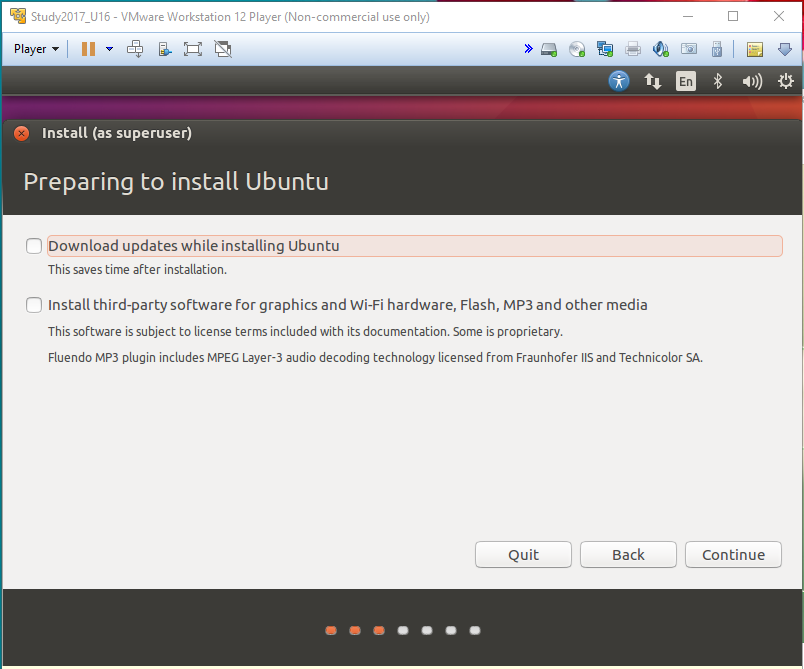 Study2017_U16 - VMware Workstation 12 Player (Non-commercial use only)
Player
En
Install (as superuser)
Preparing to install Ubuntu
Download updates while installing Ubuntu
This saves time after installation.
Install third-party software for graphics and Wi-Fi hardware, Flash, MP3 and other media
This software is subject to license terms included with its documentation. Some is proprietary.
Fluendo MP3 plugin includes MPEG Layer-3 audio decoding technology licensed from Fraunhofer IIS and Technicolor SA.
Quit Back Continue